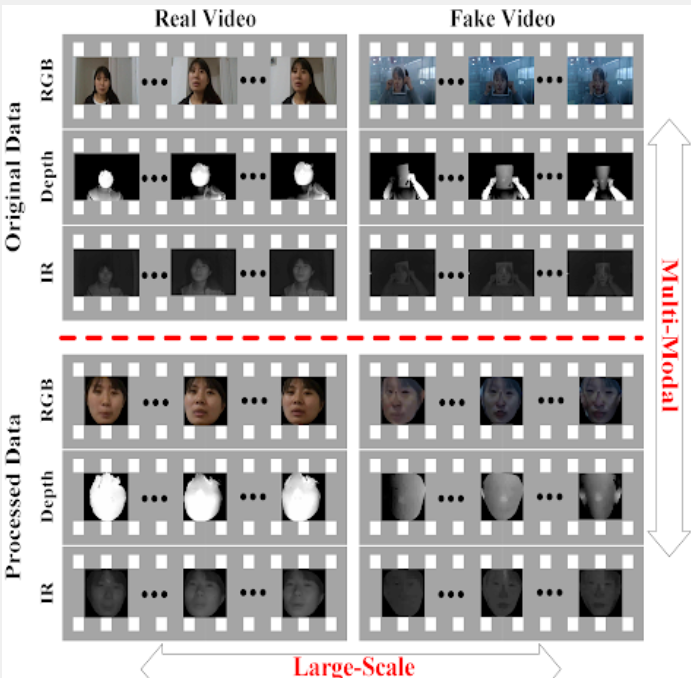 Real Video
Fake Video
Original Data
RGB
Depth
IR
Processed Data
RGB
Depth
IR
Multi-Modal
Large-Scale